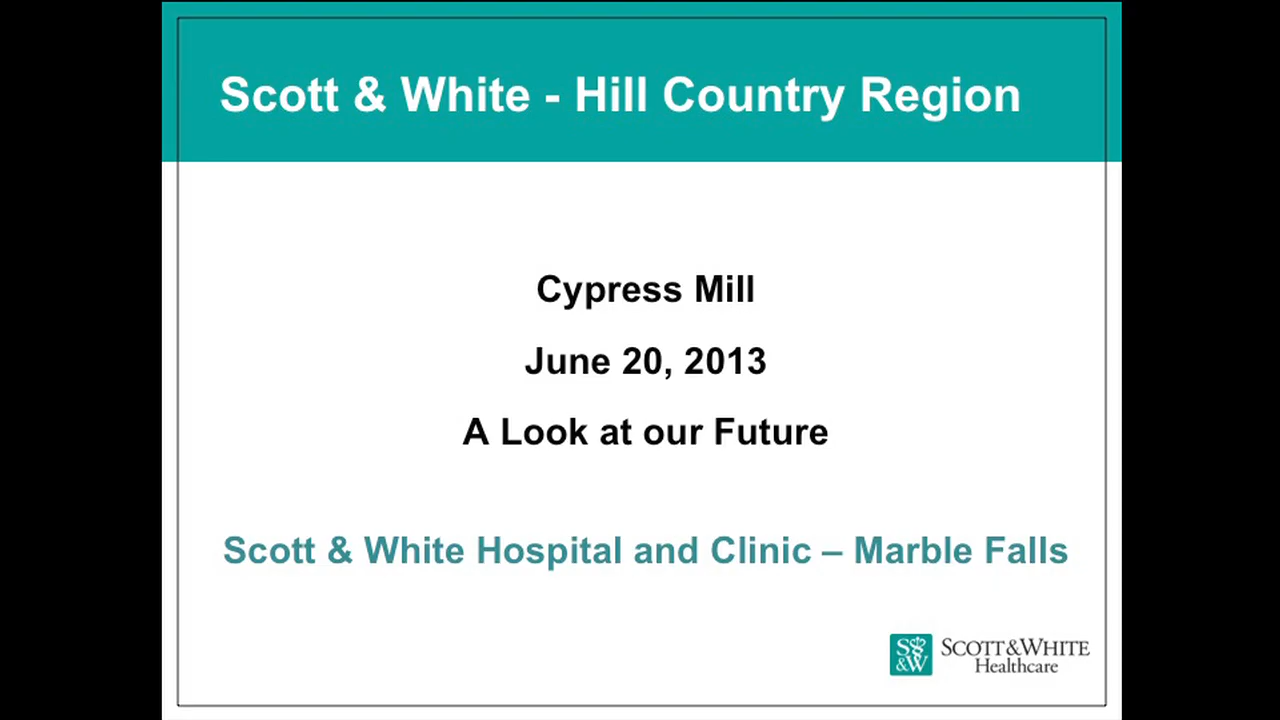 Scott & White - Hill Country Region
Cypress Mill
June 20, 2013
A Look at our Future
Scott & White Hospital and Clinic – Marble Falls
S&W
SCOTT&WHITE
Healthcare